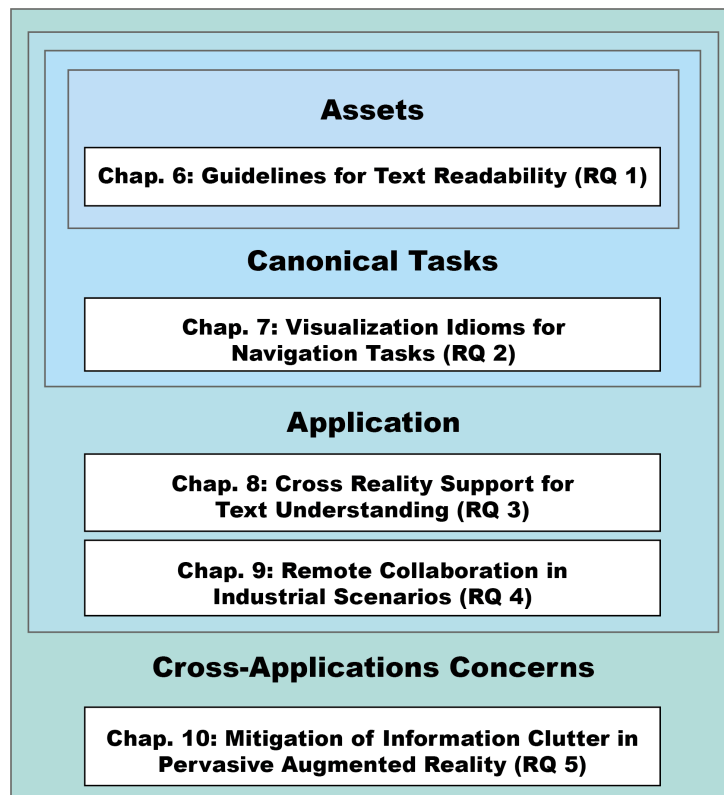 Assets
Chap. 6: Guidelines for Text Readability (RQ 1)
Canonical Tasks
Chap. 7: Visualization Idioms for
Navigation Tasks (RQ 2)
Application
Chap. 8: Cross Reality Support for
Text Understanding (RQ 3)
Chap. 9: Remote Collaboration in
Industrial Scenarios (RQ 4)
Cross-Applications Concerns
Chap. 10: Mitigation of Information Clutter in
Pervasive Augmented Reality (RQ 5)